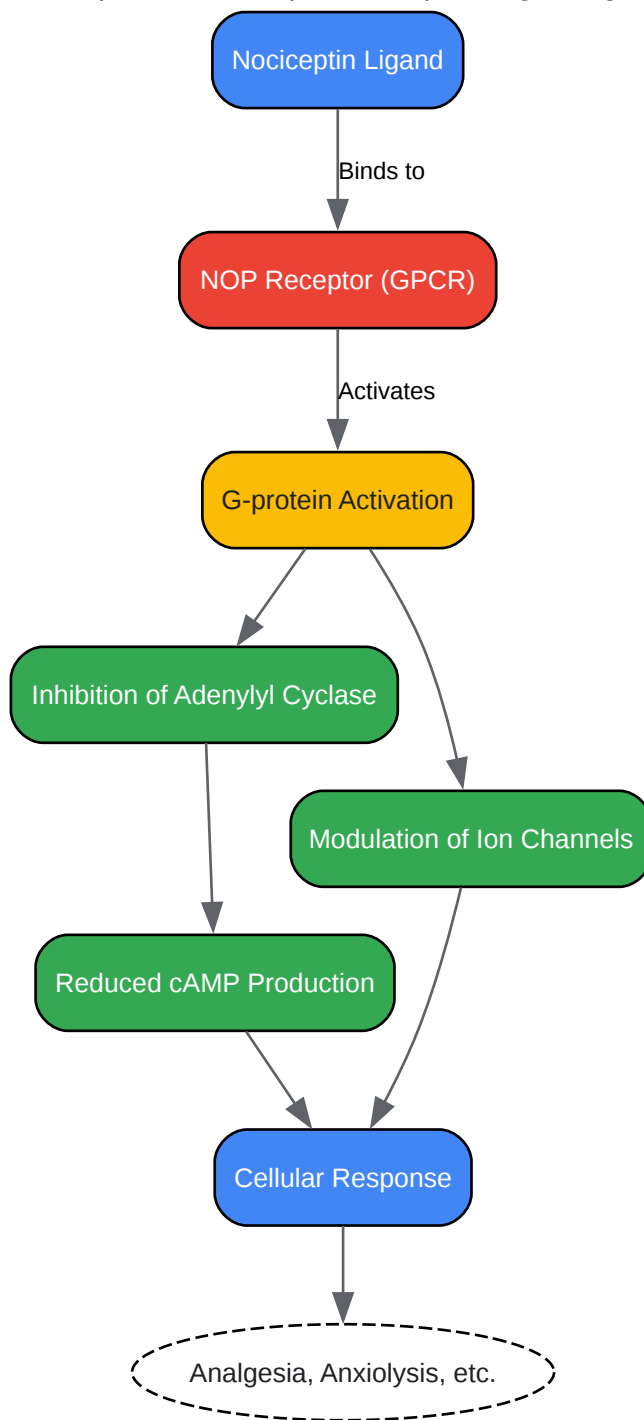 Nociceptin Ligand
Binds to
NOP Receptor (GPCR)
Activates
G-protein Activation
Inhibition of Adenylyl Cyclase
Modulation of Ion Channels
Reduced cAMP Production
Cellular Response
Analgesia, Anxiolysis, etc.